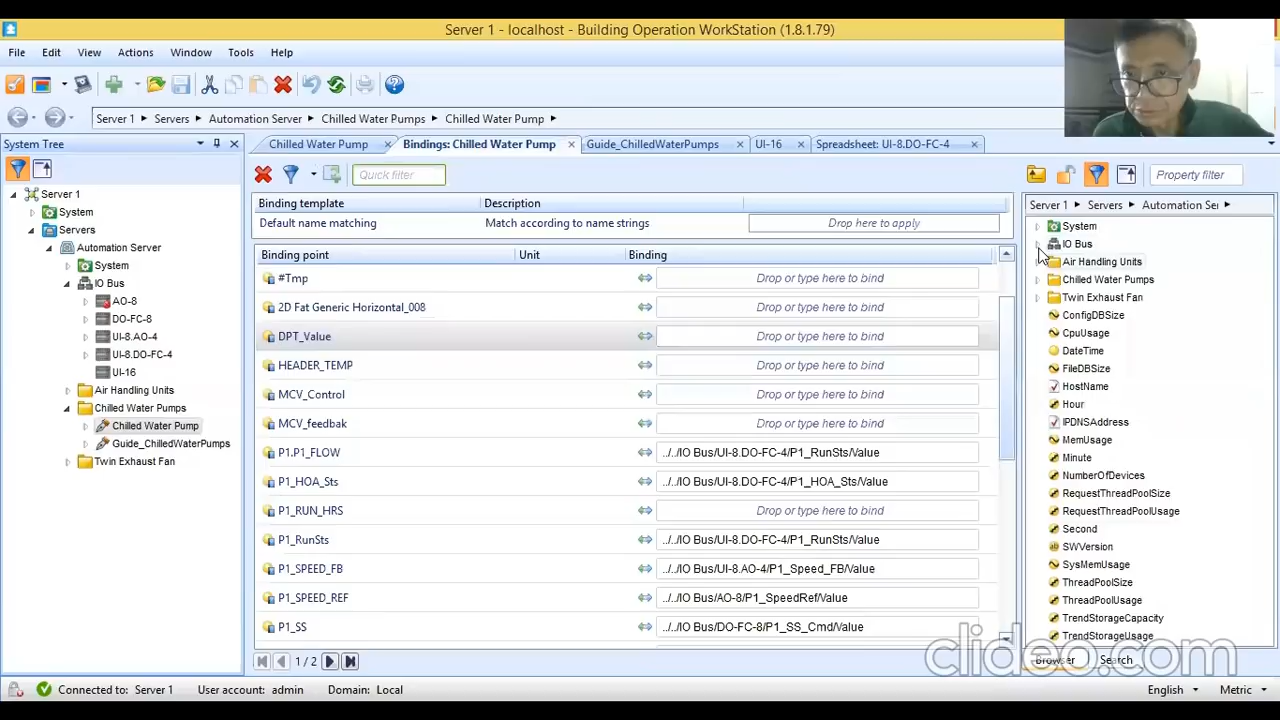 Server 1 - localhost - Building Operation WorkStation (1.8.1.79)
File Edit View Actions Window Tools Help
Server 1 Servers Automation Server Chilled Water Pumps Chilled Water Pump
System Tree
Chilled Water Pump Bindings: Chilled Water Pump Guide_ChilledWaterPumps UI-16 Spreadsheet: UI-8.DO-FC-4
Server 1
System
Servers
Automation Server
System
IO Bus
AO-8
DO-FC-8
UI-8.AO-4
UI-8.DO-FC-4
UI-16
Air Handling Units
Chilled Water Pumps
Chilled Water Pump
Guide_ChilledWaterPumps
Twin Exhaust Fan
Quick filter
Binding template Description
Default name matching Match according to name strings Drop here to apply
Binding point Unit Binding
#Tmp Drop or type here to bind
2D Fat Generic Horizontal_008 Drop or type here to bind
DPT_Value Drop or type here to bind
HEADER_TEMP Drop or type here to bind
MCV_Control Drop or type here to bind
MCV_feedbak Drop or type here to bind
P1.P1_FLOW ../../IO Bus/UI-8.DO-FC-4/P1_RunSts/Value
P1_HOA_Sts ../../IO Bus/UI-8.DO-FC-4/P1_HOA_Sts/Value
P1_RUN_HRS Drop or type here to bind
P1_RunSts ../../IO Bus/UI-8.DO-FC-4/P1_RunSts/Value
P1_SPEED_FB ../../IO Bus/UI-8.AO-4/P1_Speed_FB/Value
P1_SPEED_REF ../../IO Bus/AO-8/P1_SpeedRef/Value
P1_SS ../../IO Bus/DO-FC-8/P1_SS_Cmd/Value
1 / 2
Property filter
Server 1 Servers Automation Ser
System
IO Bus
Air Handling Units
Chilled Water Pumps
Twin Exhaust Fan
ConfigDBSize
CpuUsage
DateTime
FileDBSize
HostName
Hour
IPDNSAddress
MemUsage
Minute
NumberOfDevices
RequestThreadPoolSize
RequestThreadPoolUsage
Second
SWVersion
SysMemUsage
ThreadPoolSize
ThreadPoolUsage
TrendStorageCapacity
TrendStorageUsage
Browser Search
clideo.com
Connected to: Server 1 User account: admin Domain: Local English Metric